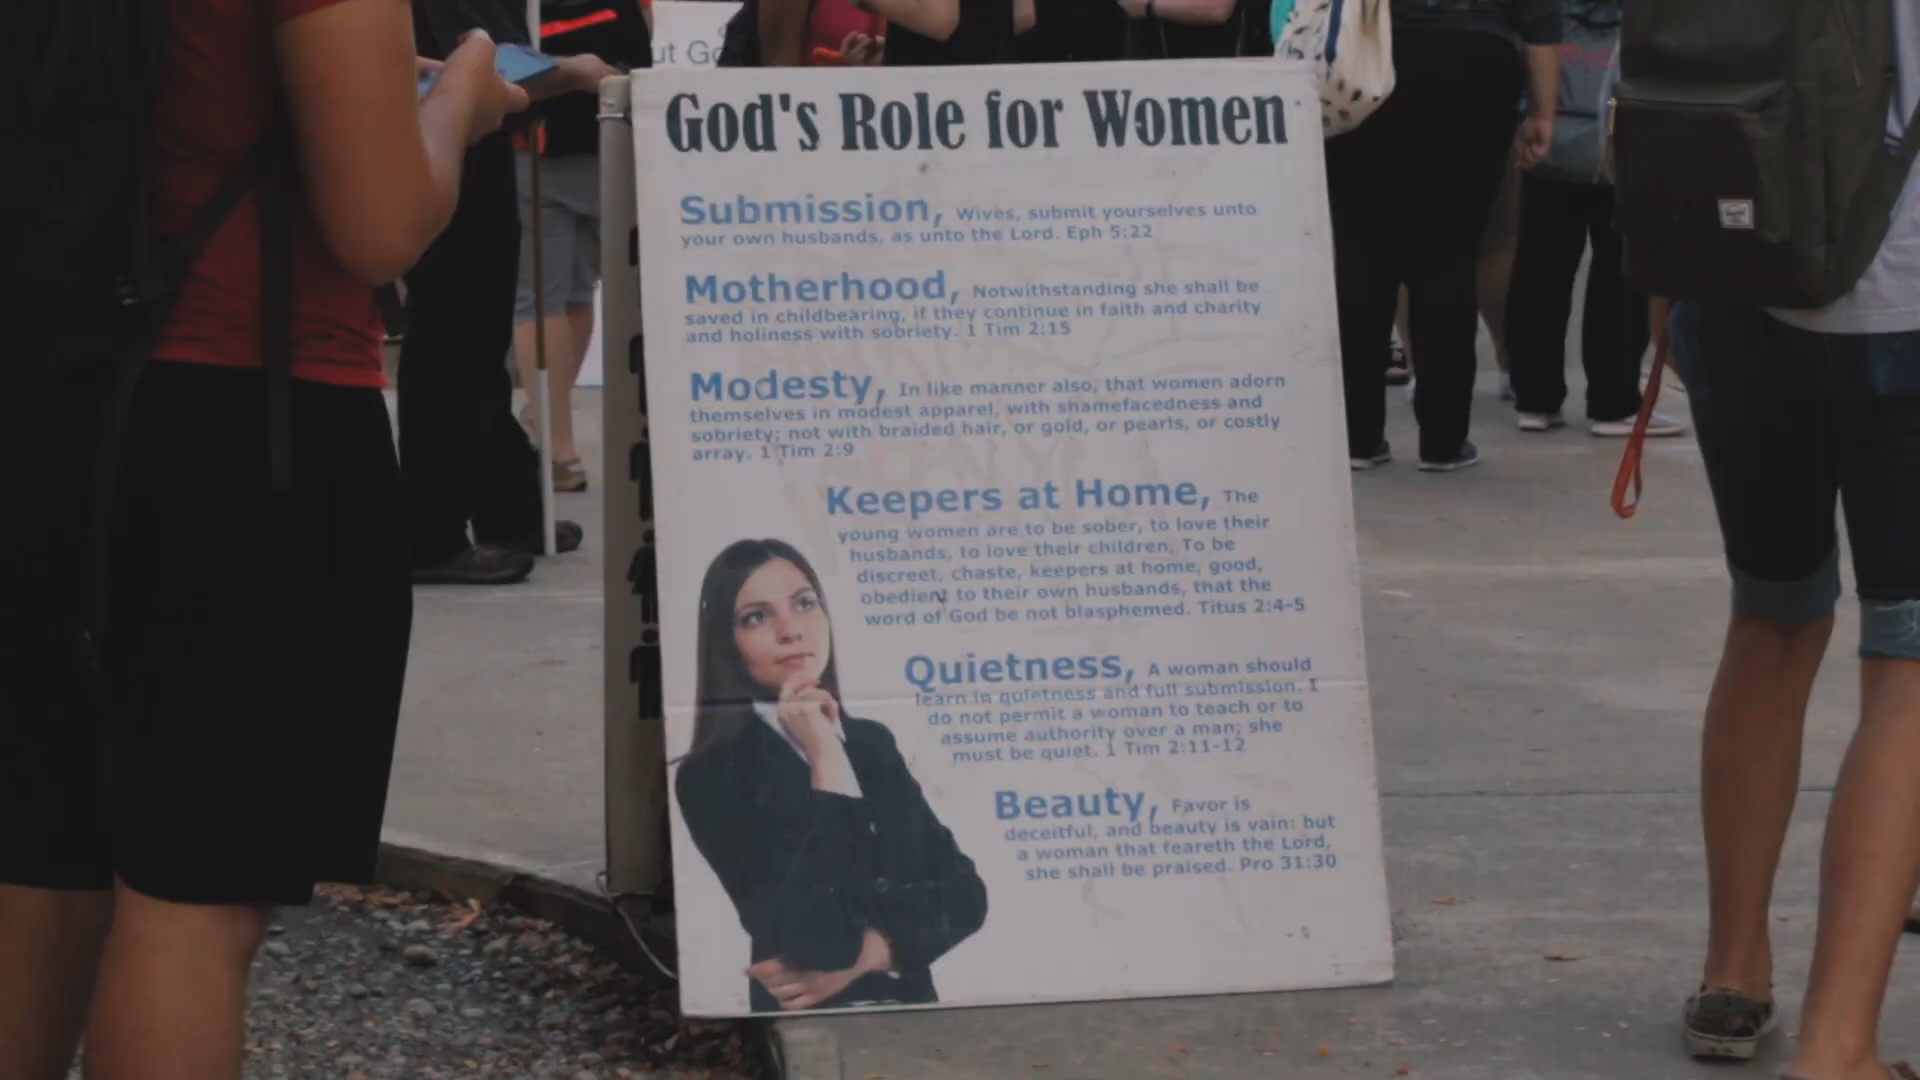 ut Go
God's Role for Women
Submission, Wives, submit yourselves unto
your own husbands, as unto the Lord. Eph 5:22
Motherhood, Notwithstanding she shall be
saved in childbearing, if they continue in faith and charity
and holiness with sobriety. 1 Tim 2:15
Modesty, In like manner also, that women adorn
themselves in modest apparel, with shamefacedness and
sobriety; not with braided hair, or gold, or pearls, or costly
array. 1 Tim 2:9
Keepers at Home, The
young women are to be sober, to love their
husbands, to love their children, To be
discreet, chaste, keepers at home, good,
obedient to their own husbands, that the
word of God be not blasphemed. Titus 2:4-5
Quietness, A woman should
learn in quietness and full submission. I
do not permit a woman to teach or to
assume authority over a man; she
must be quiet. 1 Tim 2:11-12
Beauty, Favor is
deceitful, and beauty is vain: but
a woman that feareth the Lord,
she shall be praised. Pro 31:30